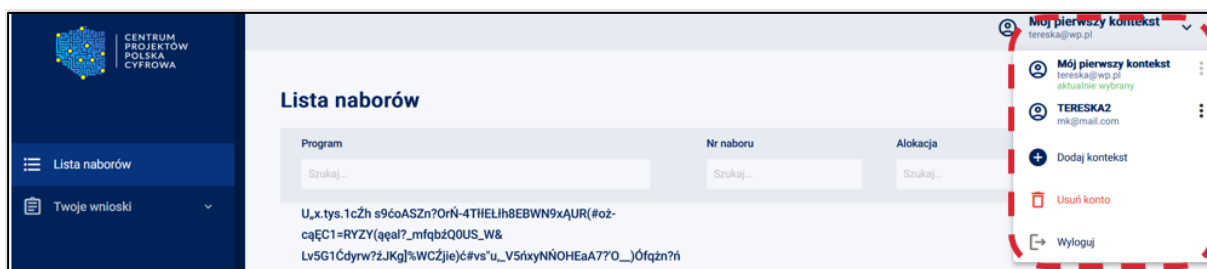 CENTRUM
PROJEKTÓW
POLSKA
CYFROWA
Mój pierwszy kontekst
tereska@wp.pl
Mój pierwszy kontekst
tereska@wp.pl
aktualnie wybrany
TERESKA2
mk@mail.com
Dodaj kontekst
Usuń konto
Wyloguj
Lista naborów
Twoje wnioski
Lista naborów
Program Nr naboru Alokacja
Szukaj... Szukaj... Szukaj...